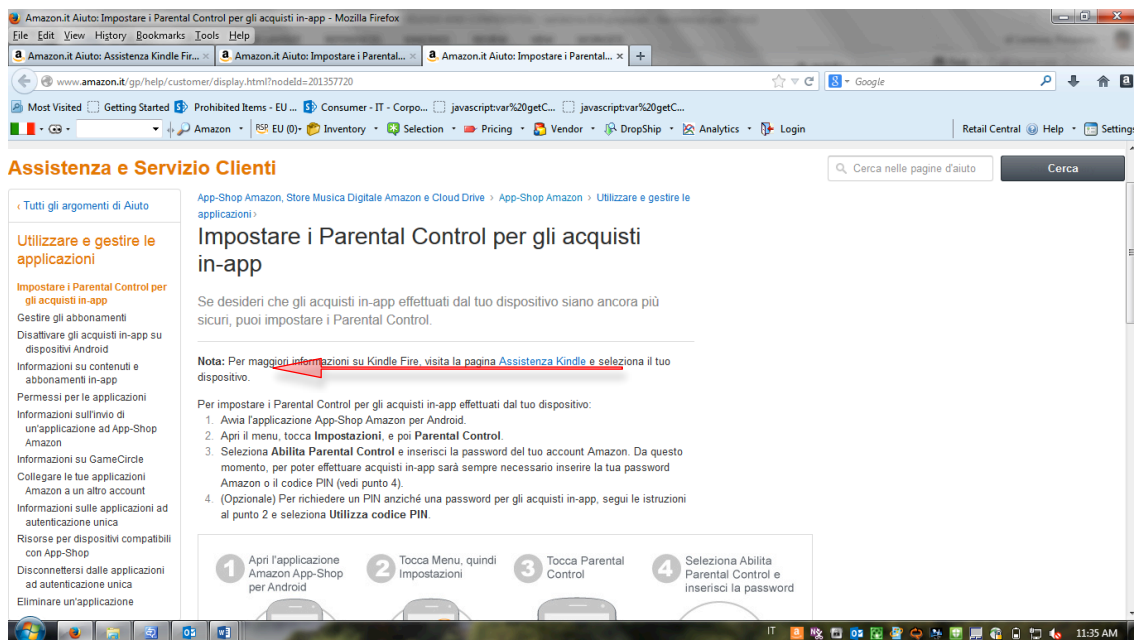 Amazon.it Aiuto: Impostare i Parental Control per gli acquisti in-app - Mozilla Firefox
File Edit View History Bookmarks Tools Help
Amazon.it Aiuto: Assistenza Kindle Fir... × Amazon.it Aiuto: Impostare i Parental... × Amazon.it Aiuto: Impostare i Parental... × +
www.amazon.it/gp/help/customer/display.html?nodeId=201357720 Google
Most Visited Getting Started Prohibited Items - EU ... Consumer - IT - Corpo... javascript:var%20getC... javascript:var%20getC...
Amazon RSP EU (0) Inventory Selection Pricing Vendor DropShip Analytics Login Retail Central Help Settings
Assistenza e Servizio Clienti
Cerca nelle pagine d'aiuto Cerca
‹ Tutti gli argomenti di Aiuto
Utilizzare e gestire le
applicazioni
Impostare i Parental Control per
gli acquisti in-app
Gestire gli abbonamenti
Disattivare gli acquisti in-app su
dispositivi Android
Informazioni su contenuti e
abbonamenti in-app
Permessi per le applicazioni
Informazioni sull'invio di
un'applicazione ad App-Shop
Amazon
Informazioni su GameCircle
Collegare le tue applicazioni
Amazon a un altro account
Informazioni sulle applicazioni ad
autenticazione unica
Risorse per dispositivi compatibili
con App-Shop
Disconnettersi dalle applicazioni
ad autenticazione unica
Eliminare un'applicazione
App-Shop Amazon, Store Musica Digitale Amazon e Cloud Drive › App-Shop Amazon › Utilizzare e gestire le
applicazioni ›
Impostare i Parental Control per gli acquisti
in-app
Se desideri che gli acquisti in-app effettuati dal tuo dispositivo siano ancora più
sicuri, puoi impostare i Parental Control.
Nota: Per maggiori informazioni su Kindle Fire, visita la pagina Assistenza Kindle e seleziona il tuo
dispositivo.
Per impostare i Parental Control per gli acquisti in-app effettuati dal tuo dispositivo:
1. Avvia l'applicazione App-Shop Amazon per Android.
2. Apri il menu, tocca Impostazioni, e poi Parental Control.
3. Seleziona Abilita Parental Control e inserisci la password del tuo account Amazon. Da questo
momento, per poter effettuare acquisti in-app sarà sempre necessario inserire la tua password
Amazon o il codice PIN (vedi punto 4).
4. (Opzionale) Per richiedere un PIN anziché una password per gli acquisti in-app, segui le istruzioni
al punto 2 e seleziona Utilizza codice PIN.
1 Apri l'applicazione
Amazon App-Shop
per Android
2 Tocca Menu, quindi
Impostazioni
3 Tocca Parental
Control
4 Seleziona Abilita
Parental Control e
inserisci la password
IT 11:35 AM